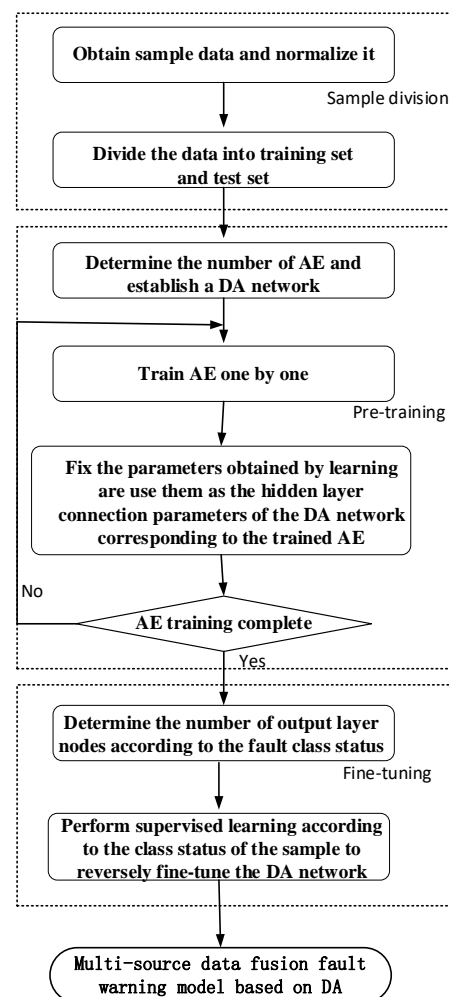 Obtain sample data and normalize it
Sample division
Divide the data into training set
and test set
Determine the number of AE and
establish a DA network
Train AE one by one
Pre-training
Fix the parameters obtained by learning
are use them as the hidden layer
connection parameters of the DA network
corresponding to the trained AE
No
AE training complete
Yes
Determine the number of output layer
nodes according to the fault class status
Fine-tuning
Perform supervised learning according
to the class status of the sample to
reversely fine-tune the DA network
Multi-source data fusion fault
warning model based on DA